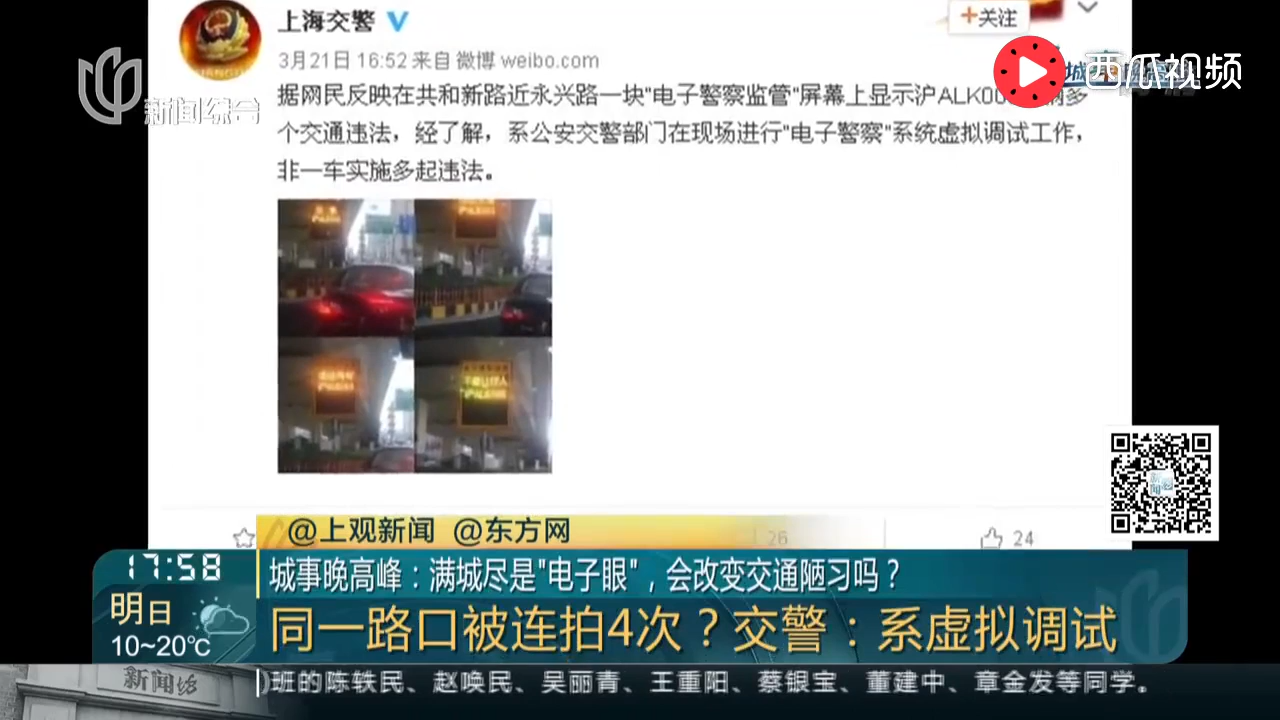 上海交警
+关注
3月21日 16:52 来自 微博 weibo.com
西瓜视频
新闻综合
据网民反映在共和新路近永兴路一块"电子警察监管"屏幕上显示沪ALK00
多
个交通违法，经了解，系公安交警部门在现场进行"电子警察"系统虚拟调试工作，
非一车实施多起违法。
26
24
@上观新闻 @东方网
17:58
城事晚高峰：满城尽是"电子眼"，会改变交通陋习吗？
明日
10~20℃
同一路口被连拍4次？交警：系虚拟调试
新闻综
班的陈轶民、赵唤民、吴丽青、王重阳、蔡银宝、董建中、章金发等同学。